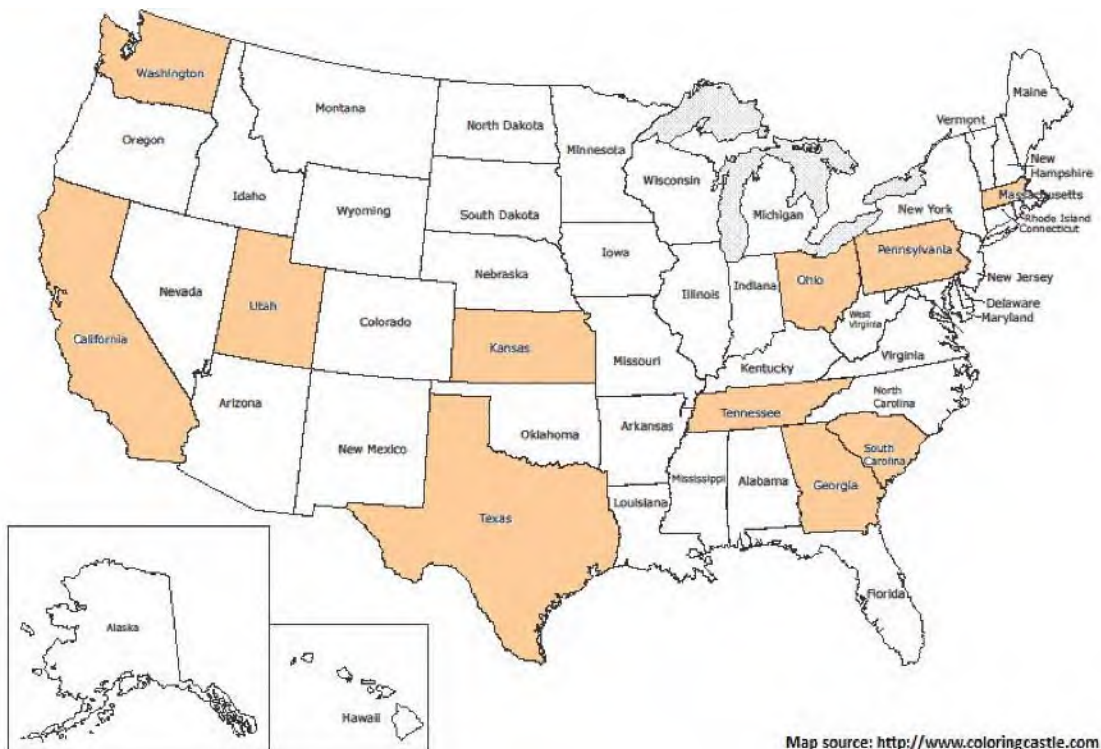 Washington
Montana
North Dakota
Minnesota
Maine
Vermont
Oregon
Idaho
Wyoming
South Dakota
Wisconsin
Michigan
New York
New
Hampshire
Massachusetts
Rhode Island
Connecticut
Nevada
Utah
Colorado
Nebraska
Iowa
Illinois
Indiana
Ohio
Pennsylvania
New Jersey
Delaware
Maryland
California
Kansas
Missouri
Kentucky
West
Virginia
Virginia
Arizona
New Mexico
Oklahoma
Arkansas
Tennessee
North
Carolina
South
Carolina
Texas
Louisiana
Mississippi
Alabama
Georgia
Florida
Alaska
Hawaii
Map source: http://www.coloringcastle.com